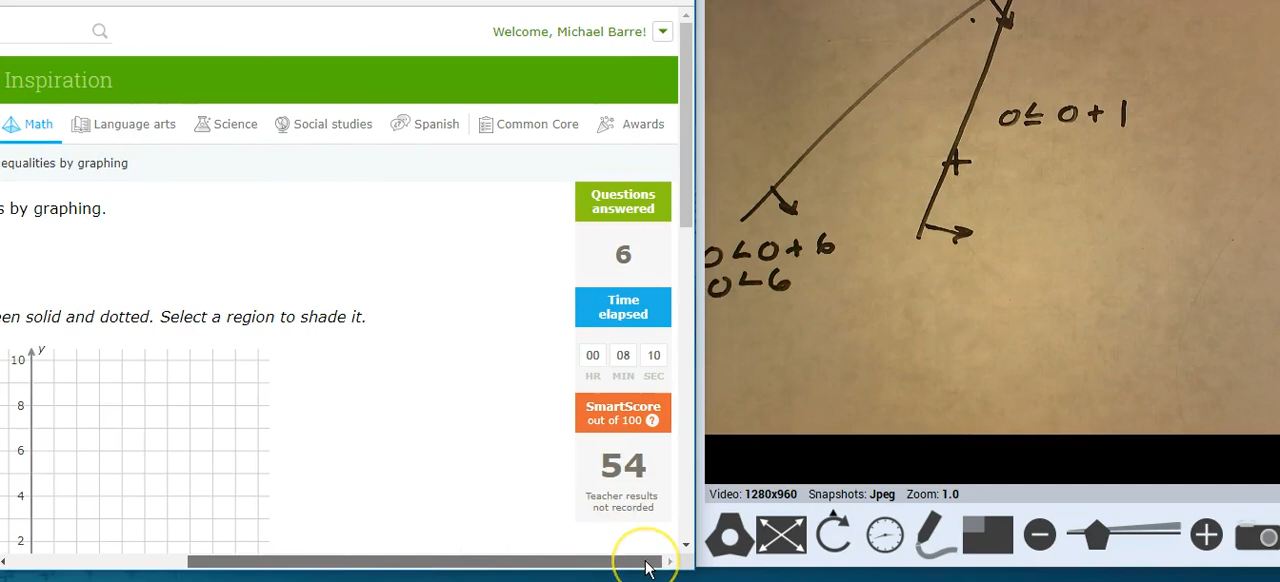 Welcome, Michael Barre!
Inspiration
Math
Language arts
Science
Social studies
Spanish
Common Core
Awards
equalities by graphing
s by graphing.
Questions
answered
6
Time
elapsed
00 08 10
HR MIN SEC
SmartScore
out of 100 ?
54
Teacher results
not recorded
een solid and dotted. Select a region to shade it.
y
10
8
6
4
2
0 ≤ 0 + 1
0 < 0 + 6
0 < 6
Video: 1280x960 Snapshots: Jpeg Zoom: 1.0